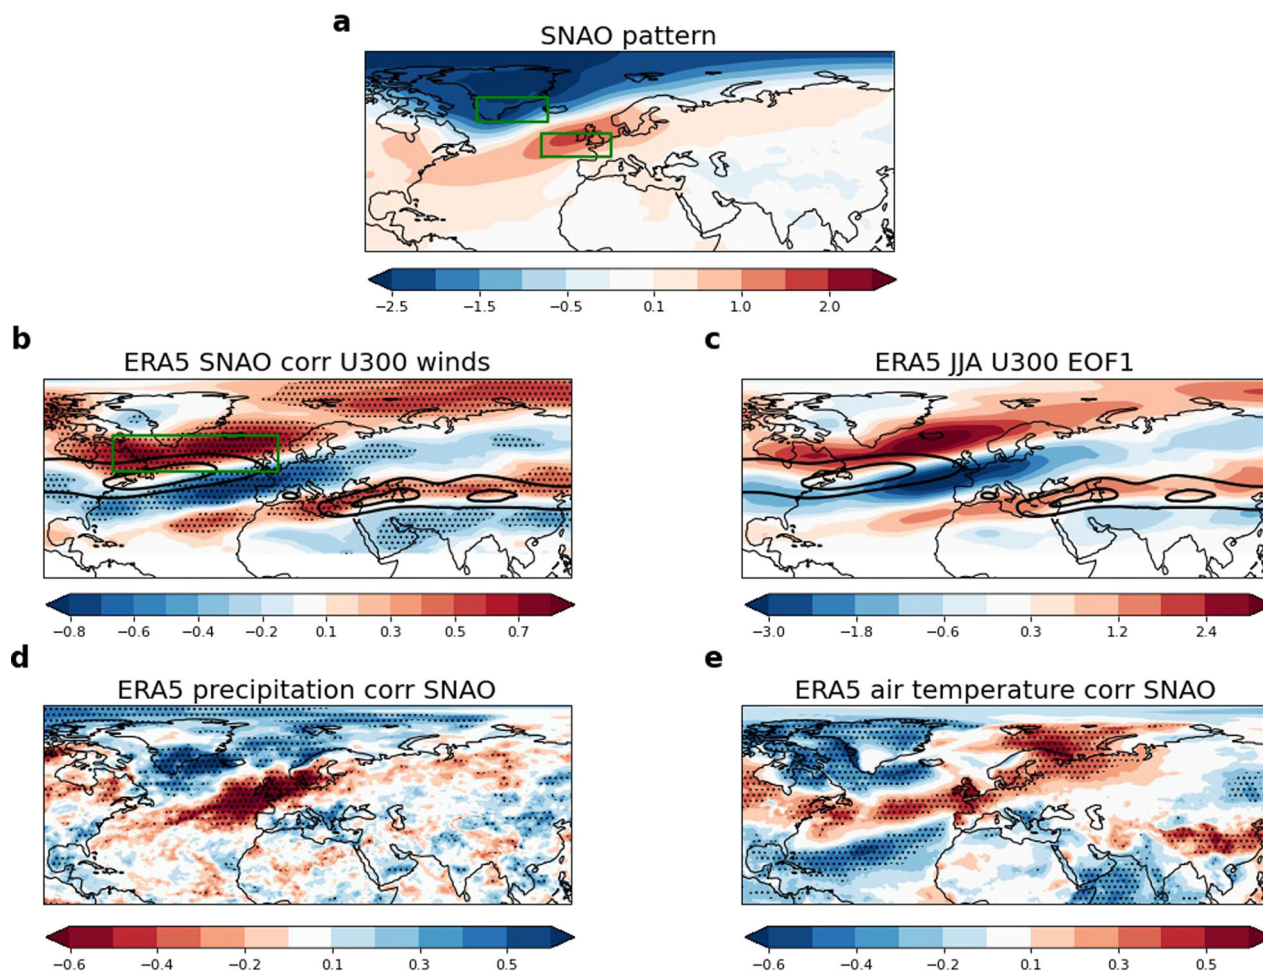 a
SNAO pattern
−2.5 −1.5 −0.5 0.1 1.0 2.0
b
ERA5 SNAO corr U300 winds
−0.8 −0.6 −0.4 −0.2 0.1 0.3 0.5 0.7
c
ERA5 JJA U300 EOF1
−3.0 −1.8 −0.6 0.3 1.2 2.4
d
ERA5 precipitation corr SNAO
−0.6 −0.4 −0.2 0.1 0.3 0.5
e
ERA5 air temperature corr SNAO
−0.6 −0.4 −0.2 0.1 0.3 0.5